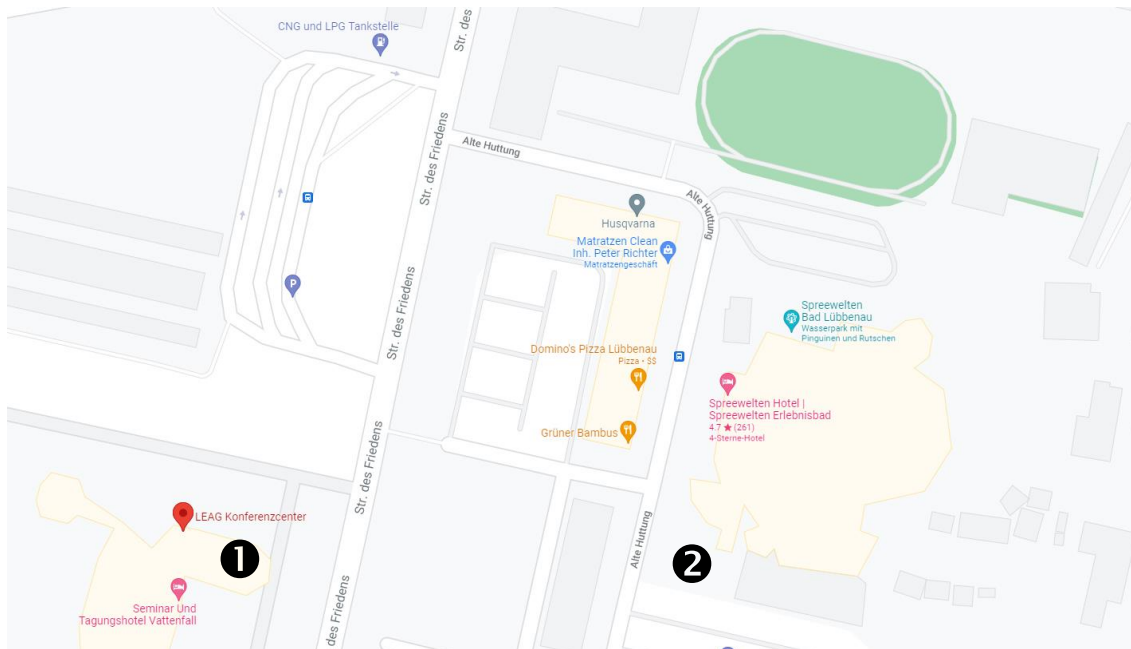 CNG und LPG Tankstelle
Str. des
Str. des Friedens
Alte Huttung
Alte Huttung
Husqvarna
Matratzen Clean
Inh. Peter Richter
Matratzengeschäft
P
Str. des Friedens
Spreewelten
Bad Lübbenau
Wasserpark mit
Pinguinen und Rutschen
Domino's Pizza Lübbenau
Pizza • $$
Spreewelten Hotel |
Spreewelten Erlebnisbad
4.7 ★ (261)
4-Sterne-Hotel
Grüner Bambus
Str. des Friedens
LEAG Konferenzcenter
Alte Huttung
1
2
Seminar Und
Tagungshotel Vattenfall
des Friedens